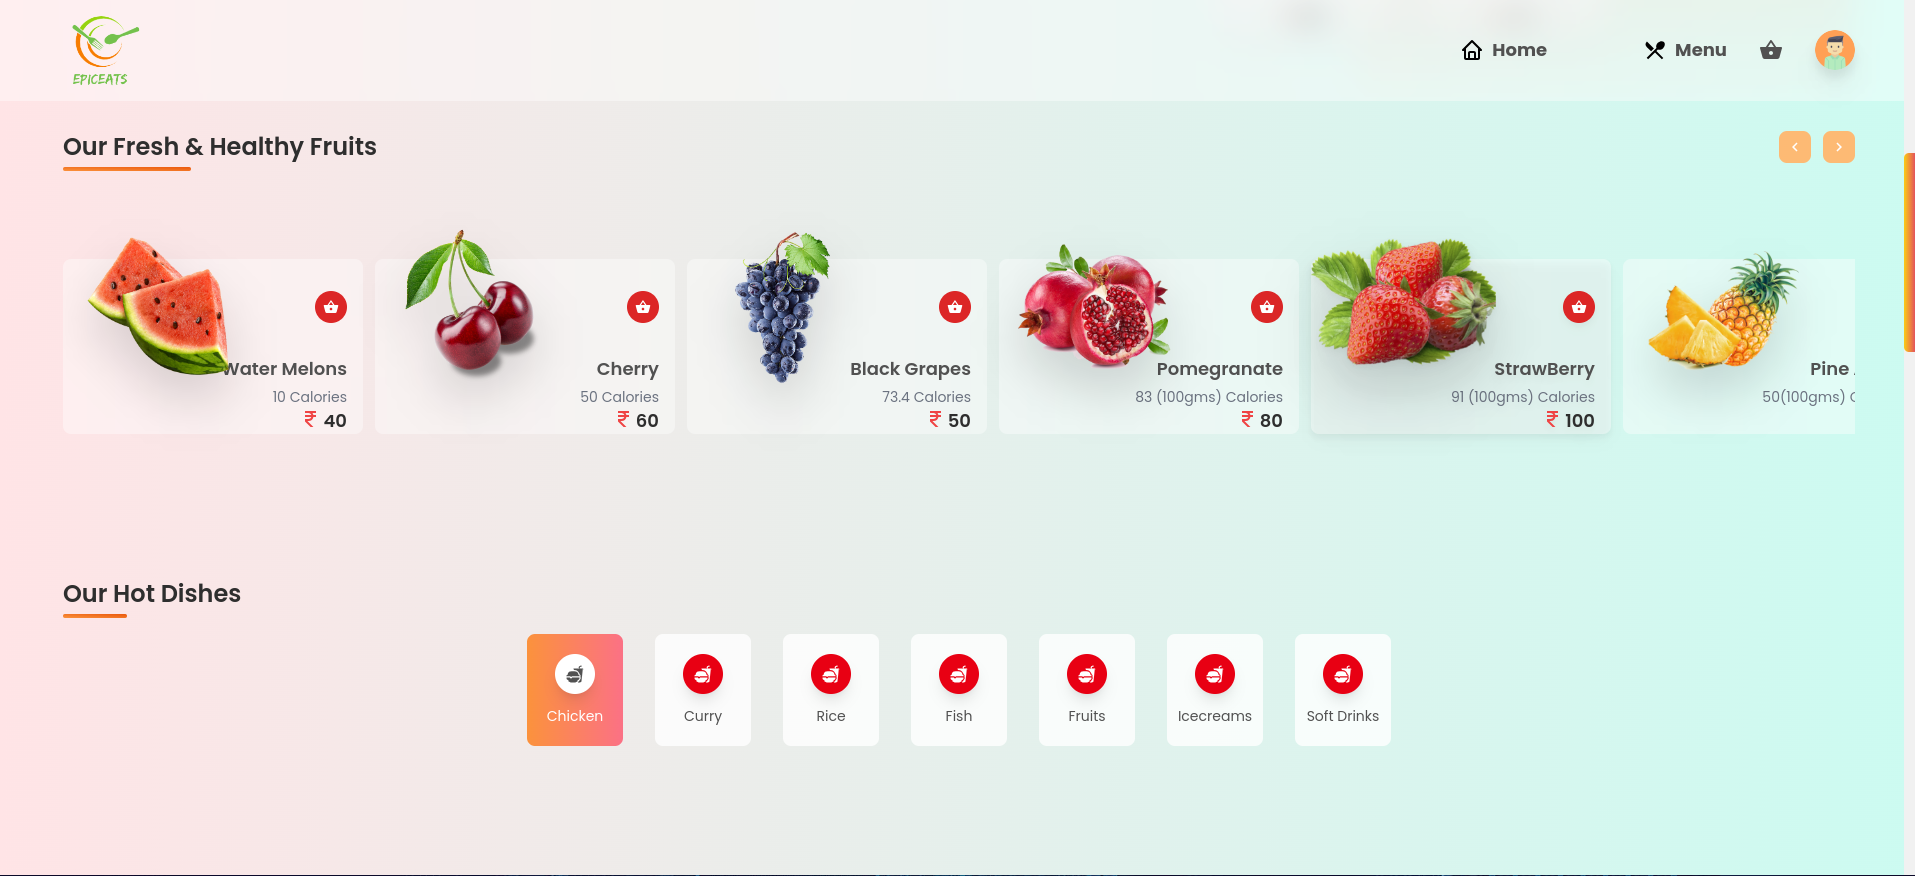 EPICEATS
Home
Menu
Our Fresh & Healthy Fruits
Water Melons
10 Calories
₹ 40
Cherry
50 Calories
₹ 60
Black Grapes
73.4 Calories
₹ 50
Pomegranate
83 (100gms) Calories
₹ 80
StrawBerry
91 (100gms) Calories
₹ 100
Pine
50(100gms)
Our Hot Dishes
Chicken
Curry
Rice
Fish
Fruits
Icecreams
Soft Drinks